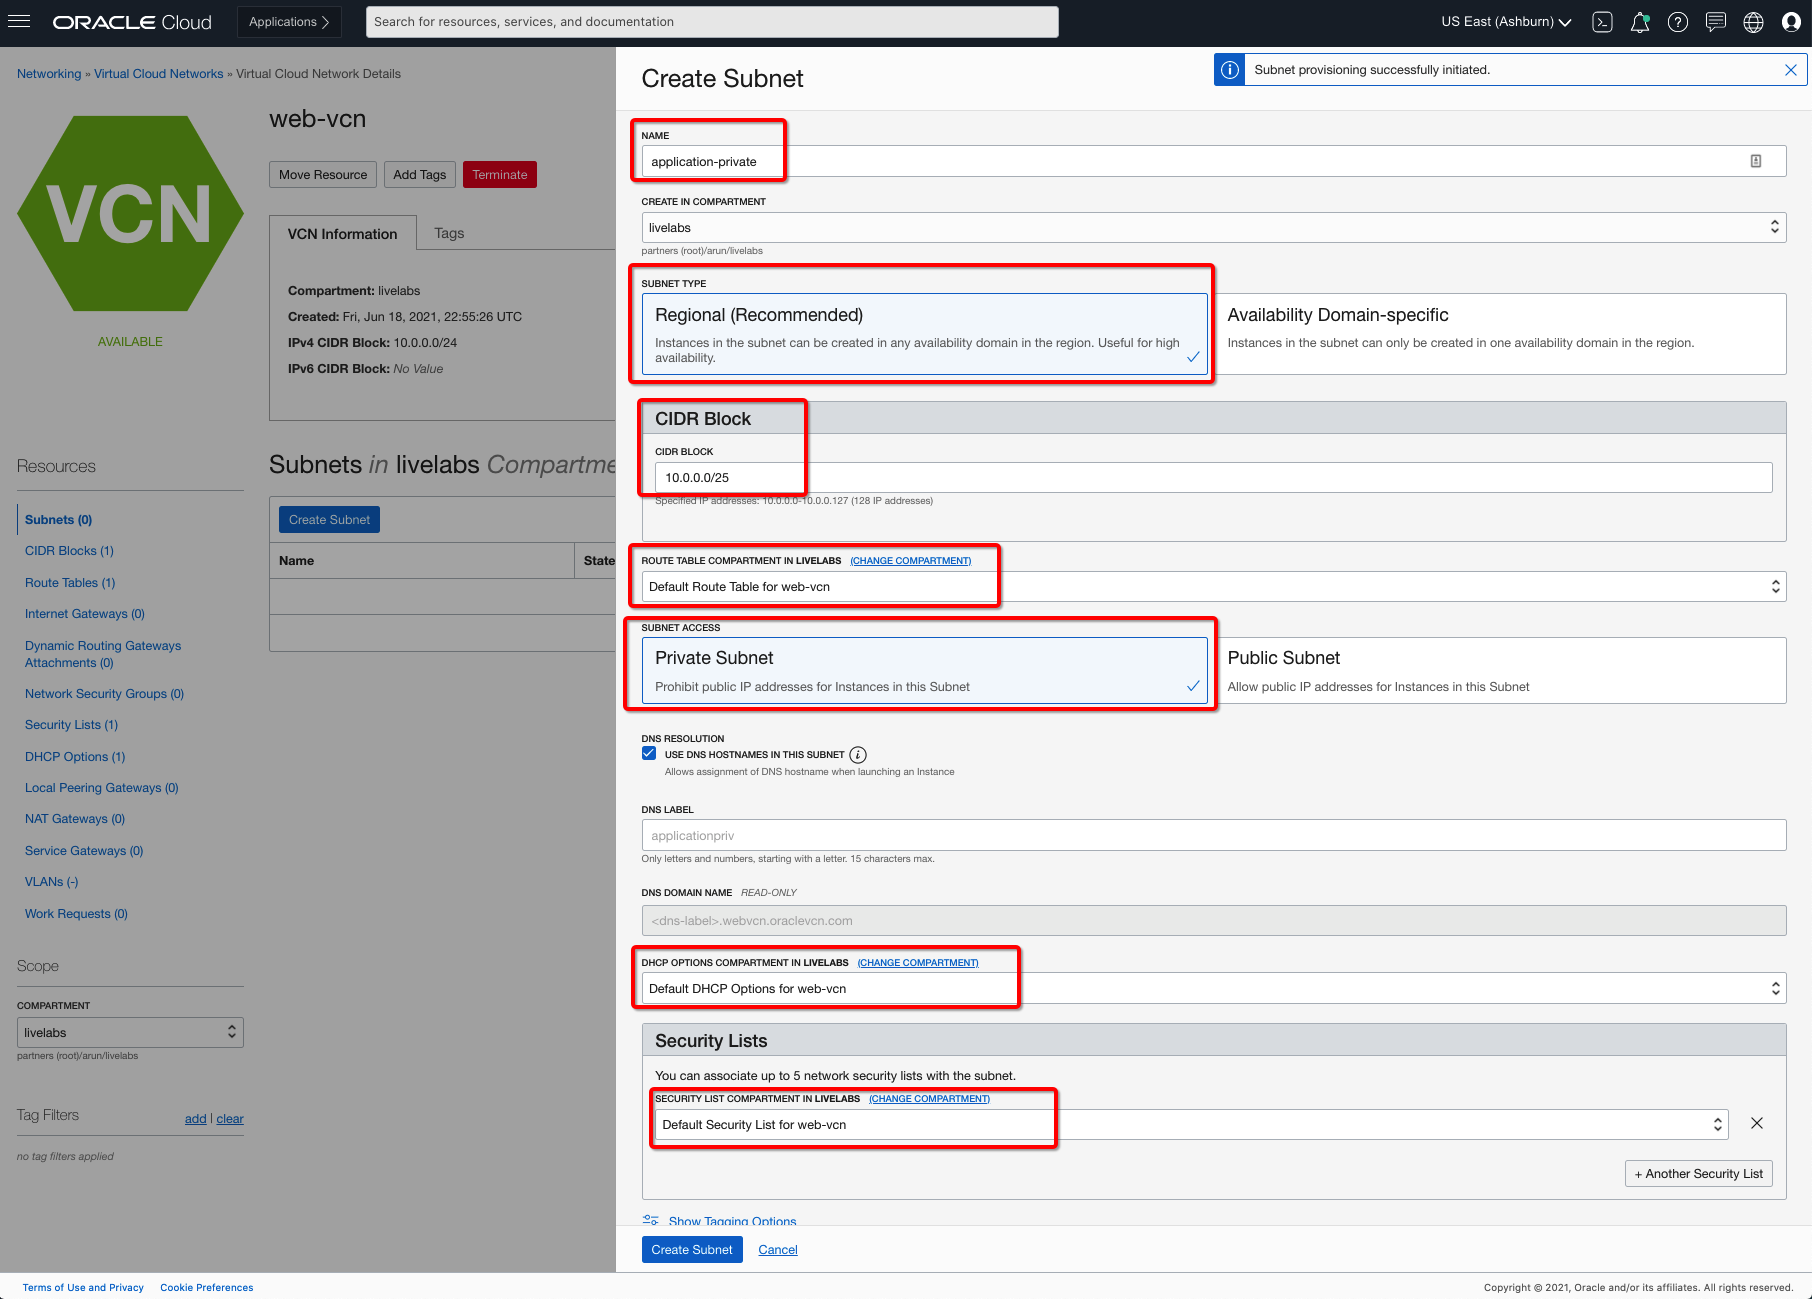 ORACLE Cloud
Applications
Search for resources, services, and documentation
US East (Ashburn)
Networking » Virtual Cloud Networks » Virtual Cloud Network Details
VCN
AVAILABLE
web-vcn
Move Resource
Add Tags
Terminate
VCN Information
Tags
Compartment: livelabs
Created: Fri, Jun 18, 2021, 22:55:26 UTC
IPv4 CIDR Block: 10.0.0.0/24
IPv6 CIDR Block: No Value
Resources
Subnets (0)
CIDR Blocks (1)
Route Tables (1)
Internet Gateways (0)
Dynamic Routing Gateways
Attachments (0)
Network Security Groups (0)
Security Lists (1)
DHCP Options (1)
Local Peering Gateways (0)
NAT Gateways (0)
Service Gateways (0)
VLANs (-)
Work Requests (0)
Subnets in livelabs Compartme
Create Subnet
Name
State
Scope
COMPARTMENT
livelabs
partners (root)/arun/livelabs
Tag Filters
add | clear
no tag filters applied
Create Subnet
Subnet provisioning successfully initiated.
NAME
application-private
CREATE IN COMPARTMENT
livelabs
partners (root)/arun/livelabs
SUBNET TYPE
Regional (Recommended)
Instances in the subnet can be created in any availability domain in the region. Useful for high
availability.
Availability Domain-specific
Instances in the subnet can only be created in one availability domain in the region.
CIDR Block
CIDR BLOCK
10.0.0.0/25
Specified IP addresses: 10.0.0.0-10.0.0.127 (128 IP addresses)
ROUTE TABLE COMPARTMENT IN LIVELABS (CHANGE COMPARTMENT)
Default Route Table for web-vcn
SUBNET ACCESS
Private Subnet
Prohibit public IP addresses for Instances in this Subnet
Public Subnet
Allow public IP addresses for Instances in this Subnet
DNS RESOLUTION
USE DNS HOSTNAMES IN THIS SUBNET
Allows assignment of DNS hostname when launching an Instance
DNS LABEL
applicationpriv
Only letters and numbers, starting with a letter. 15 characters max.
DNS DOMAIN NAME READ-ONLY
<dns-label>.webvcn.oraclevcn.com
DHCP OPTIONS COMPARTMENT IN LIVELABS (CHANGE COMPARTMENT)
Default DHCP Options for web-vcn
Security Lists
You can associate up to 5 network security lists with the subnet.
SECURITY LIST COMPARTMENT IN LIVELABS (CHANGE COMPARTMENT)
Default Security List for web-vcn
+ Another Security List
Show Tagging Options
Create Subnet
Cancel
Terms of Use and Privacy
Cookie Preferences
Copyright © 2021, Oracle and/or its affiliates. All rights reserved.